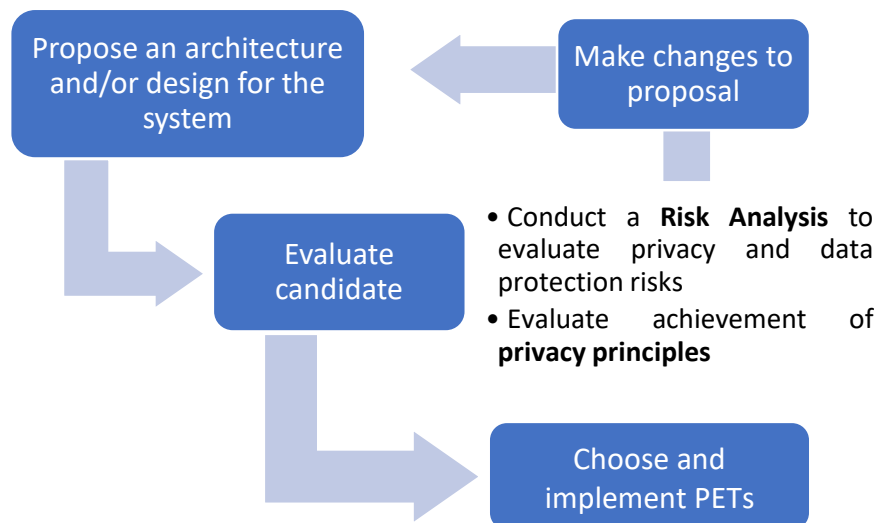 Propose an architecture
and/or design for the
system
Make changes to
proposal
Evaluate
candidate
• Conduct a Risk Analysis to
evaluate privacy and data
protection risks
• Evaluate achievement of
privacy principles
Choose and
implement PETs